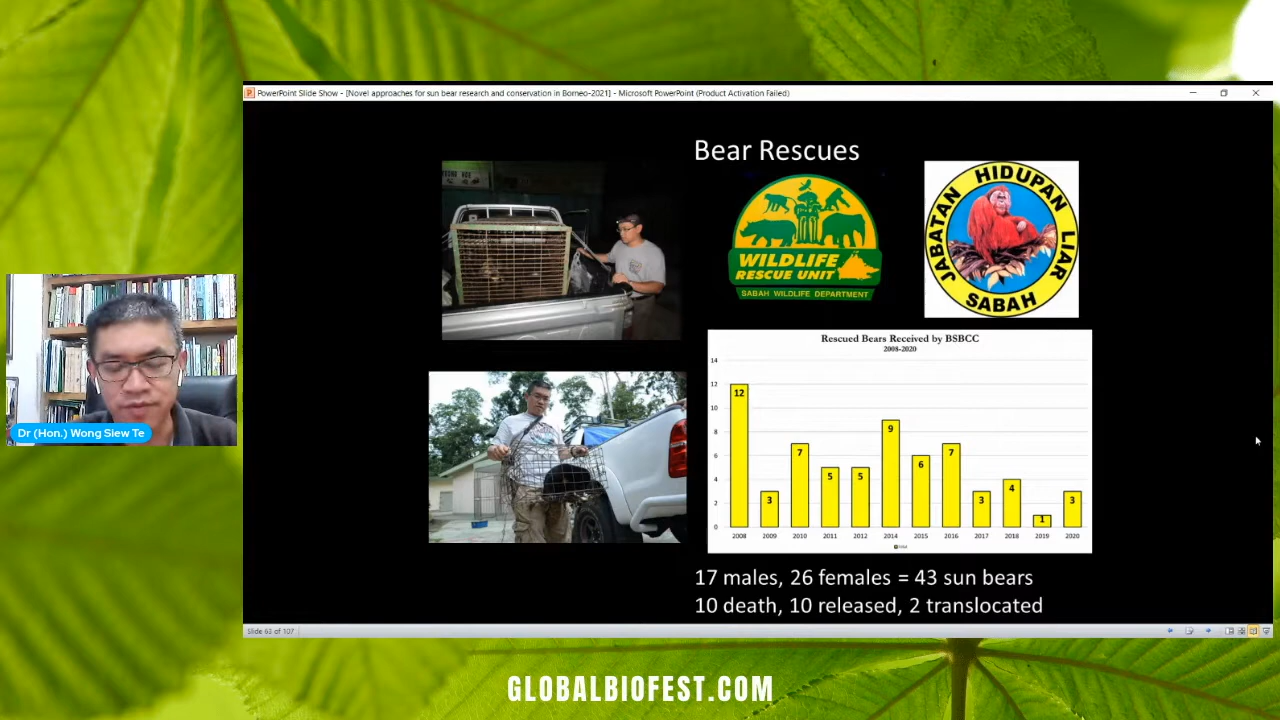 PowerPoint Slide Show - [Novel approaches for sun bear research and conservation in Borneo-2021] - Microsoft PowerPoint (Product Activation Failed)
Bear Rescues
WILDLIFE
RESCUE UNIT
SABAH WILDLIFE DEPARTMENT
JABATAN HIDUPAN LIAR
SABAH
Rescued Bears Received by BSBCC
2008-2020
14
12
10
8
6
4
2
0
12
3
7
5
5
9
6
7
3
4
1
3
2008
2009
2010
2011
2012
2014
2015
2016
2017
2018
2019
2020
17 males, 26 females = 43 sun bears
10 death, 10 released, 2 translocated
Dr (Hon.) Wong Siew Te
Slide 63 of 107
GLOBALBIOFEST.COM